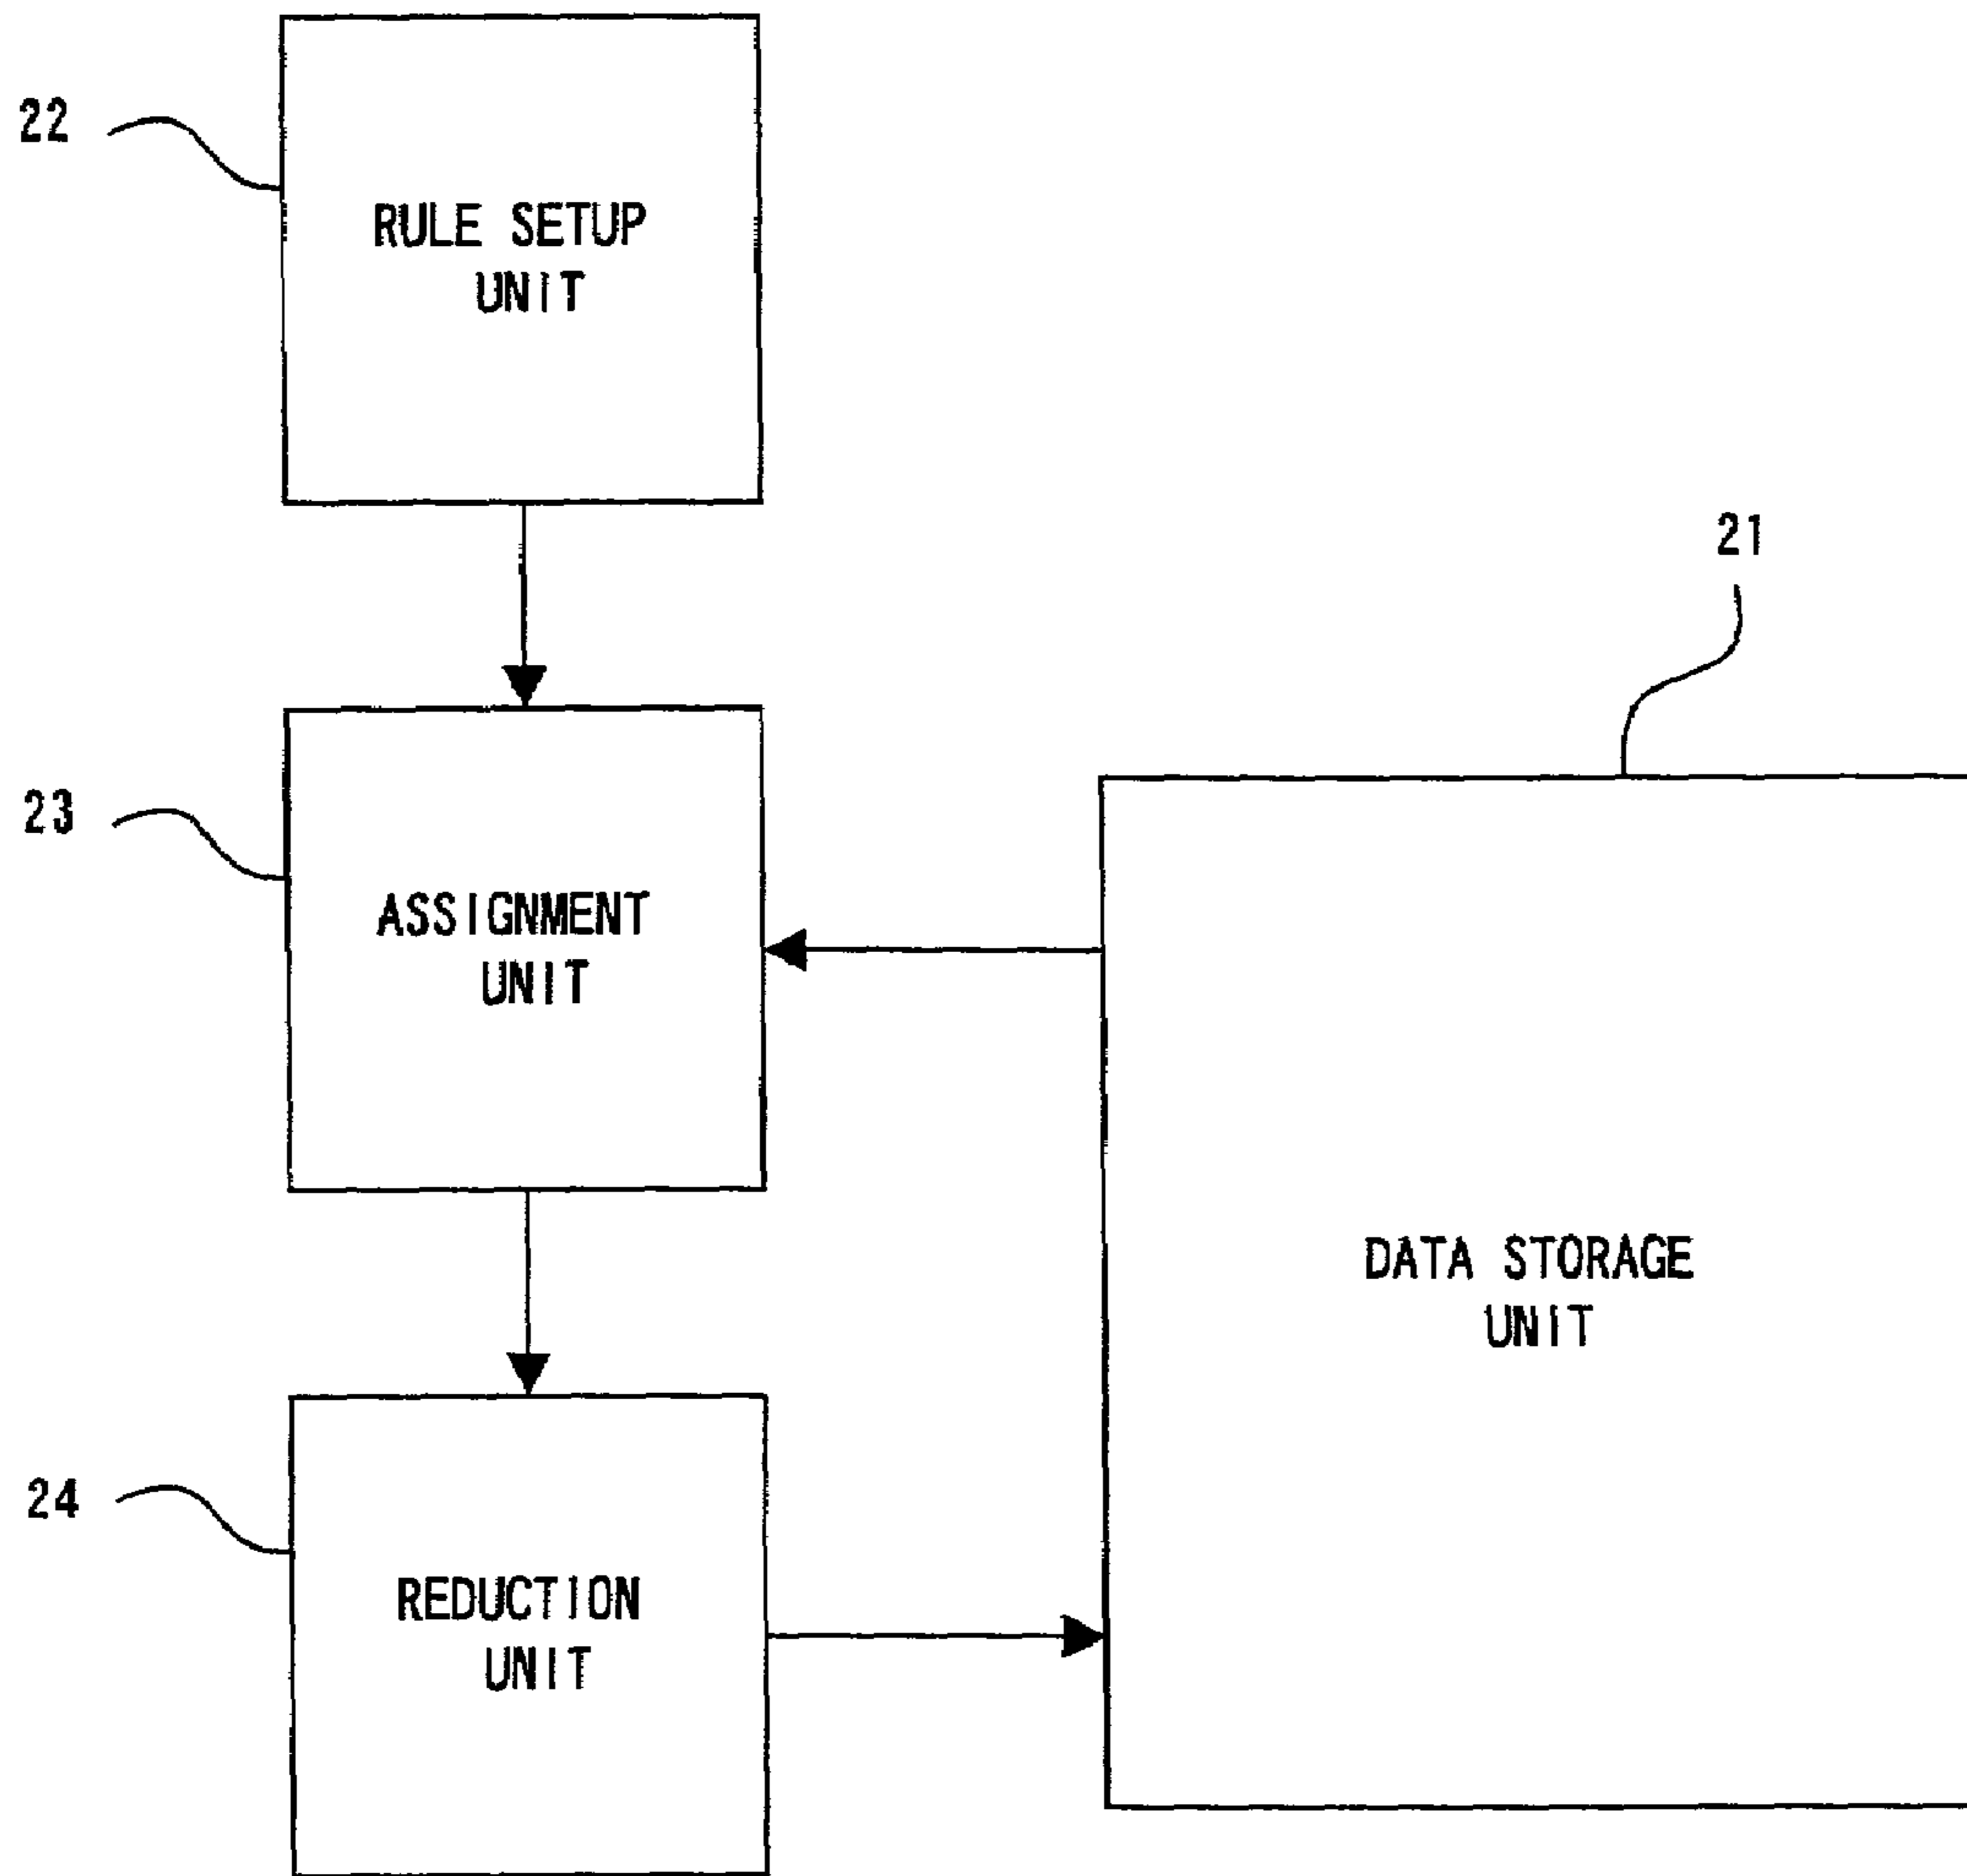 22
RULE SETUP
UNIT
21
23
ASSIGNMENT
UNIT
DATA STORAGE
UNIT
24
REDUCTION
UNIT